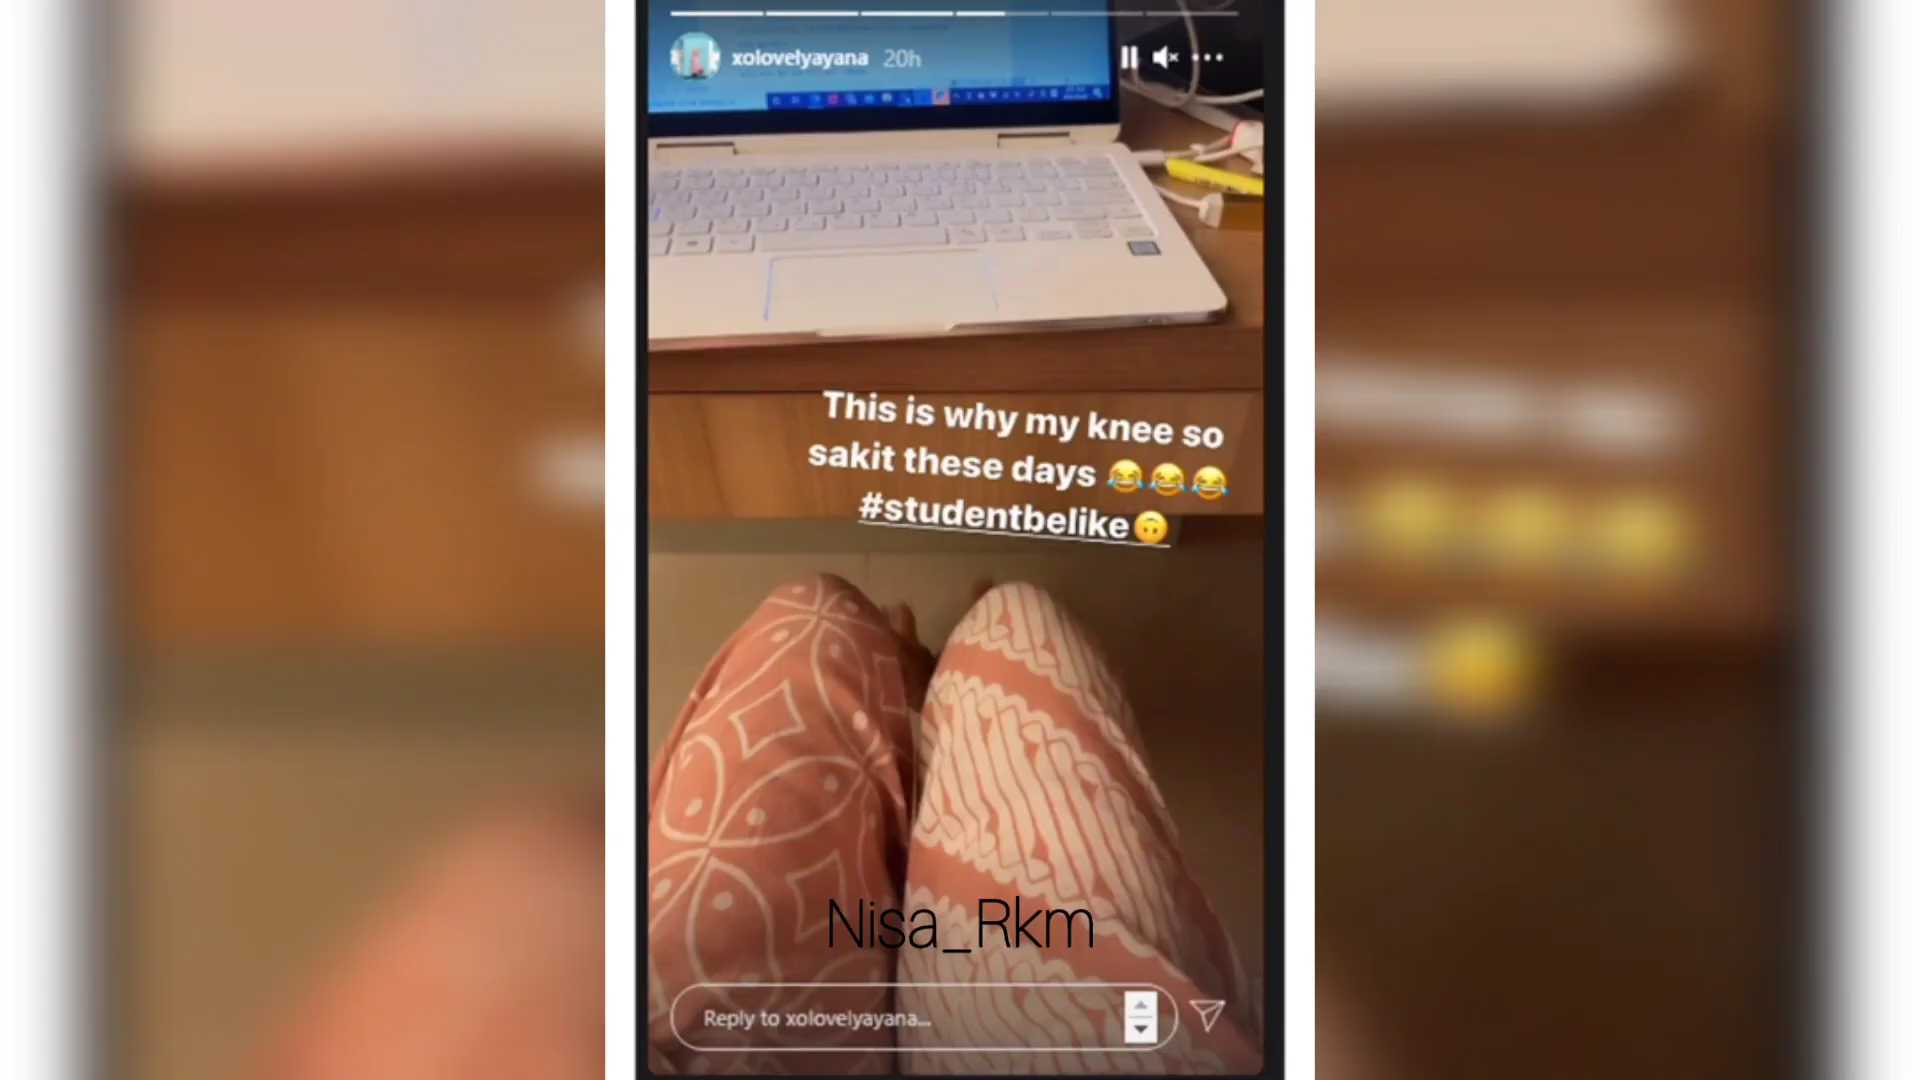 xolovelyayana 20h
This is why my knee so
sakit these days 😂😂😂
#studentbelike🙃
Nisa_Rkm
Reply to xolovelyayana...